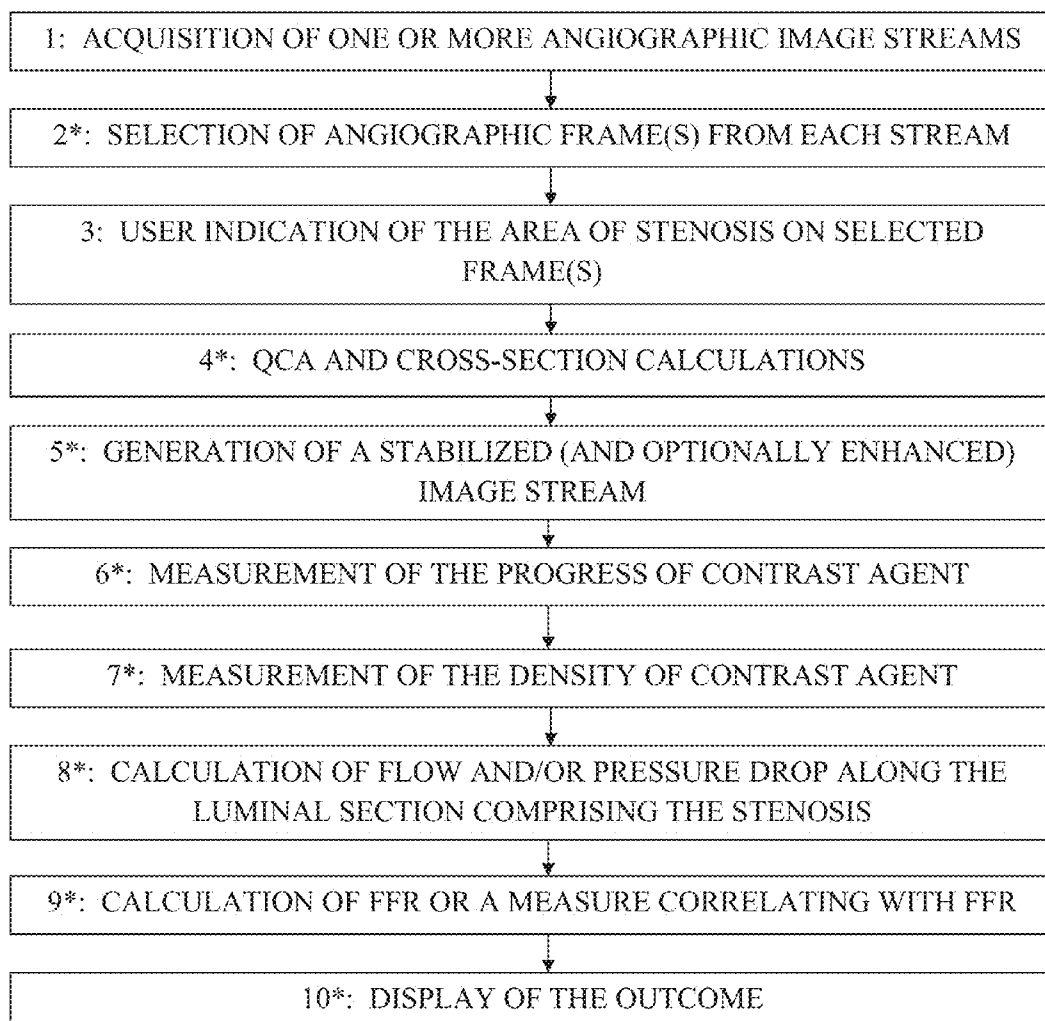 1: ACQUISITION OF ONE OR MORE ANGIOGRAPHIC IMAGE STREAMS
2*: SELECTION OF ANGIOGRAPHIC FRAME(S) FROM EACH STREAM
3: USER INDICATION OF THE AREA OF STENOSIS ON SELECTED
FRAME(S)
4*: QCA AND CROSS-SECTION CALCULATIONS
5*: GENERATION OF A STABILIZED (AND OPTIONALLY ENHANCED)
IMAGE STREAM
6*: MEASUREMENT OF THE PROGRESS OF CONTRAST AGENT
7*: MEASUREMENT OF THE DENSITY OF CONTRAST AGENT
8*: CALCULATION OF FLOW AND/OR PRESSURE DROP ALONG THE
LUMINAL SECTION COMPRISING THE STENOSIS
9*: CALCULATION OF FFR OR A MEASURE CORRELATING WITH FFR
10*: DISPLAY OF THE OUTCOME